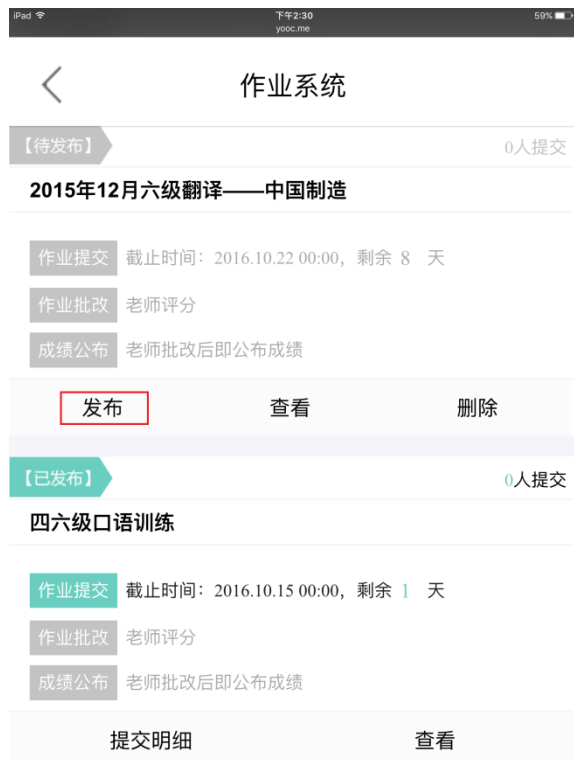 iPad 下午2:30 59%
yooc.me
作业系统
【待发布】 0人提交
2015年12月六级翻译——中国制造
作业提交 截止时间：2016.10.22 00:00，剩余 8 天
作业批改 老师评分
成绩公布 老师批改后即公布成绩
发布 查看 删除
【已发布】 0人提交
四六级口语训练
作业提交 截止时间：2016.10.15 00:00，剩余 1 天
作业批改 老师评分
成绩公布 老师批改后即公布成绩
提交明细 查看